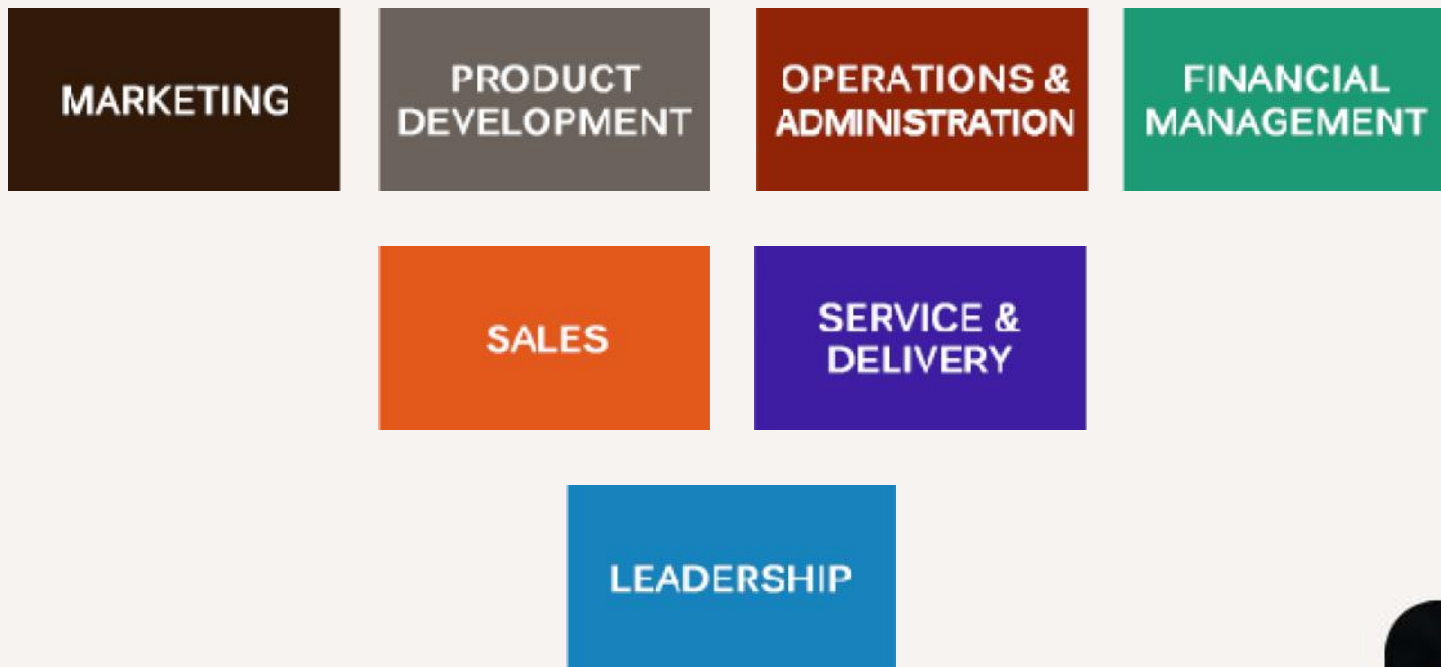 MARKETING
PRODUCT
DEVELOPMENT
OPERATIONS &
ADMINISTRATION
FINANCIAL
MANAGEMENT
SALES
SERVICE &
DELIVERY
LEADERSHIP